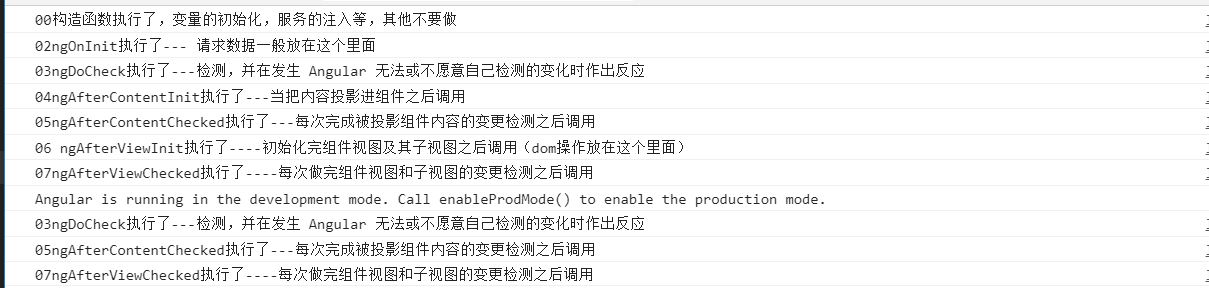 00构造函数执行了，变量的初始化，服务的注入等，其他不要做
02ngOnInit执行了--- 请求数据一般放在这个里面
03ngDoCheck执行了---检测，并在发生 Angular 无法或不愿意自己检测的变化时作出反应
04ngAfterContentInit执行了---当把内容投影进组件之后调用
05ngAfterContentChecked执行了---每次完成被投影组件内容的变更检测之后调用
06 ngAfterViewInit执行了----初始化完组件视图及其子视图之后调用（dom操作放在这个里面）
07ngAfterViewChecked执行了----每次做完组件视图和子视图的变更检测之后调用
Angular is running in the development mode. Call enableProdMode() to enable the production mode.
03ngDoCheck执行了---检测，并在发生 Angular 无法或不愿意自己检测的变化时作出反应
05ngAfterContentChecked执行了---每次完成被投影组件内容的变更检测之后调用
07ngAfterViewChecked执行了----每次做完组件视图和子视图的变更检测之后调用